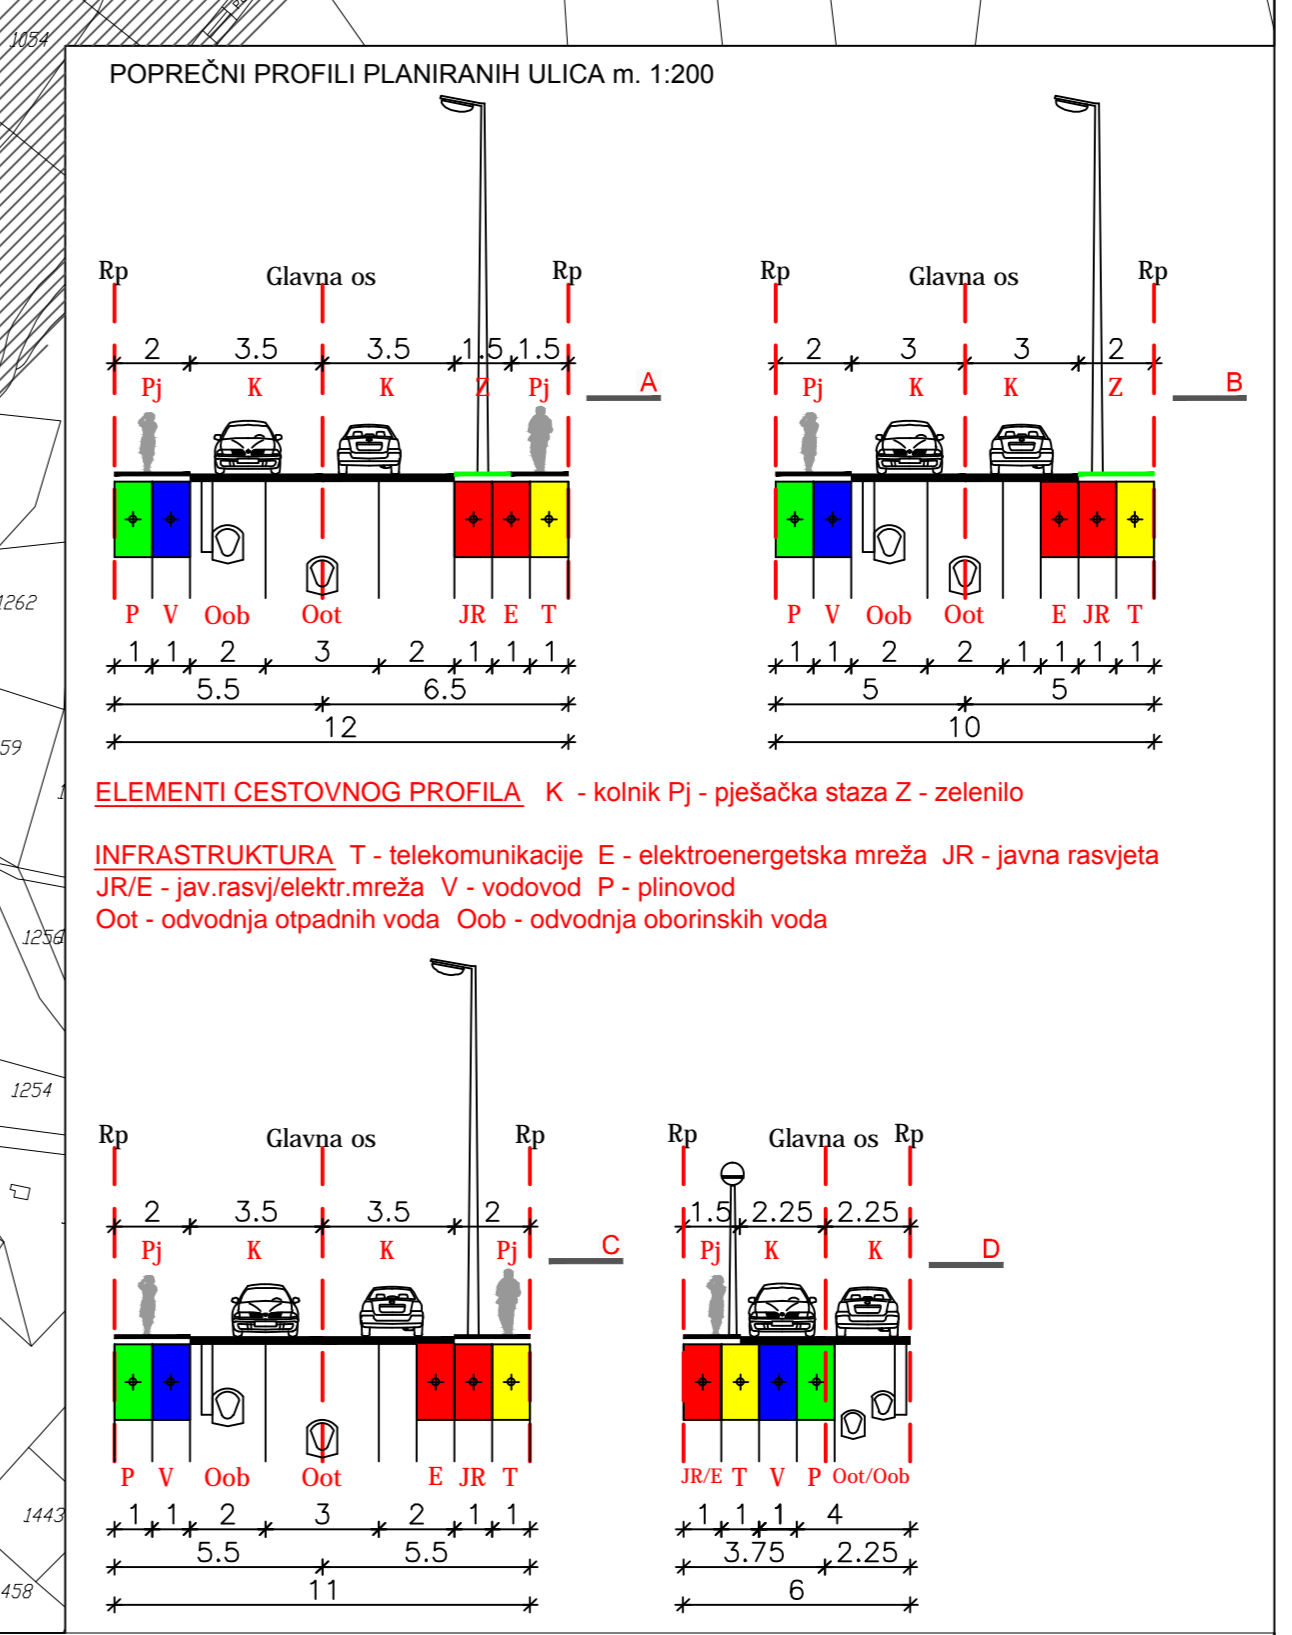 1054
POPREČNI PROFILI PLANIRANIH ULICA m. 1:200
Rp Glavna os Rp
2 3.5 3.5 1.5 1.5
Pj K K Z Pj
A
P V Oob Oot JR E T
1 1 2 3 2 1 1 1
5.5 6.5
12
Rp Glavna os Rp
2 3 3 2
Pj K K Z
B
P V Oob Oot E JR T
1 1 2 2 1 1 1 1
5 5
10
1262
59
1
ELEMENTI CESTOVNOG PROFILA K - kolnik Pj - pješačka staza Z - zelenilo
INFRASTRUKTURA T - telekomunikacije E - elektroenergetska mreža JR - javna rasvjeta
JR/E - jav.rasvj/elektr.mreža V - vodovod P - plinovod
Oot - odvodnja otpadnih voda Oob - odvodnja oborinskih voda
1254
Rp Glavna os Rp
2 3.5 3.5 2
Pj K K Pj
C
P V Oob Oot E JR T
1 1 2 3 2 1 1
5.5 5.5
11
Rp Glavna os Rp
1.5 2.25 2.25
Pj K K
D
JR/E T V P Oot/Oob
1 1 1 4
3.75 2.25
6
1443
458